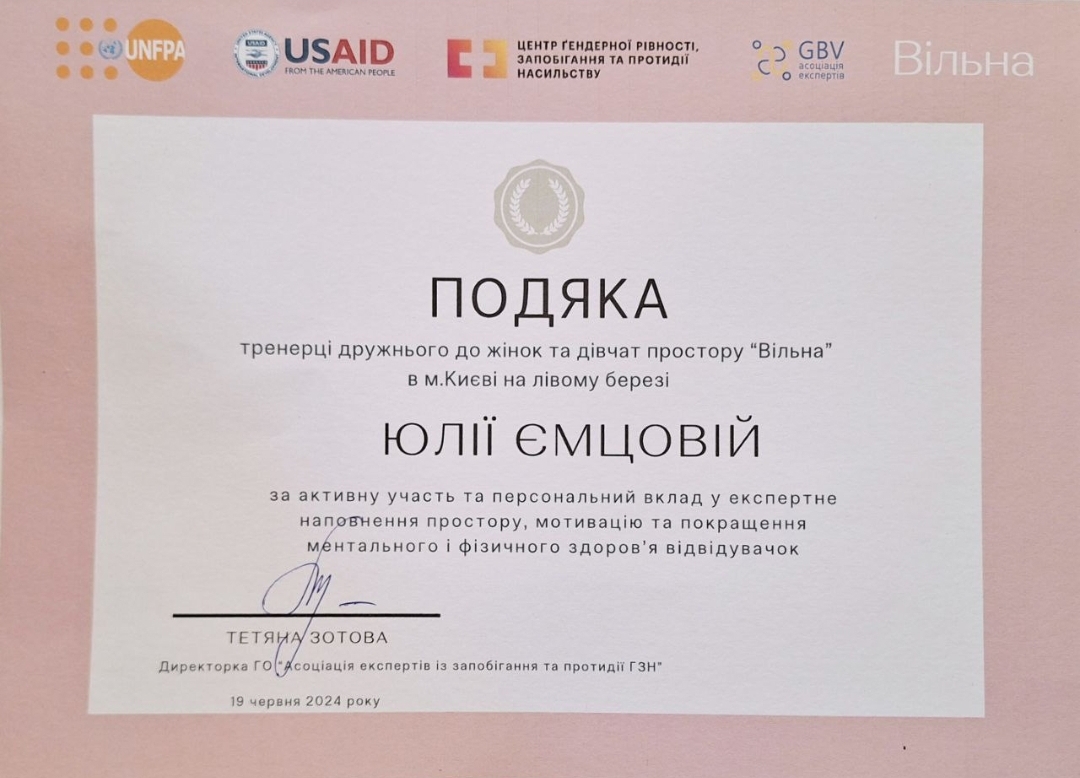 UNFPA
USAID
FROM THE AMERICAN PEOPLE
ЦЕНТР ҐЕНДЕРНОЇ РІВНОСТІ,
ЗАПОБІГАННЯ ТА ПРОТИДІЇ
НАСИЛЬСТВУ
GBV
асоціація
експертів
Вільна
ПОДЯКА
тренерці дружнього до жінок та дівчат простору “Вільна”
в м.Києві на лівому березі
ЮЛІЇ ЄМЦОВІЙ
за активну участь та персональний вклад у експертне
наповнення простору, мотивацію та покращення
ментального і фізичного здоров’я відвідувачок
ТЕТЯНА ЗОТОВА
Директорка ГО “Асоціація експертів із запобігання та протидії ГЗН”
19 червня 2024 року